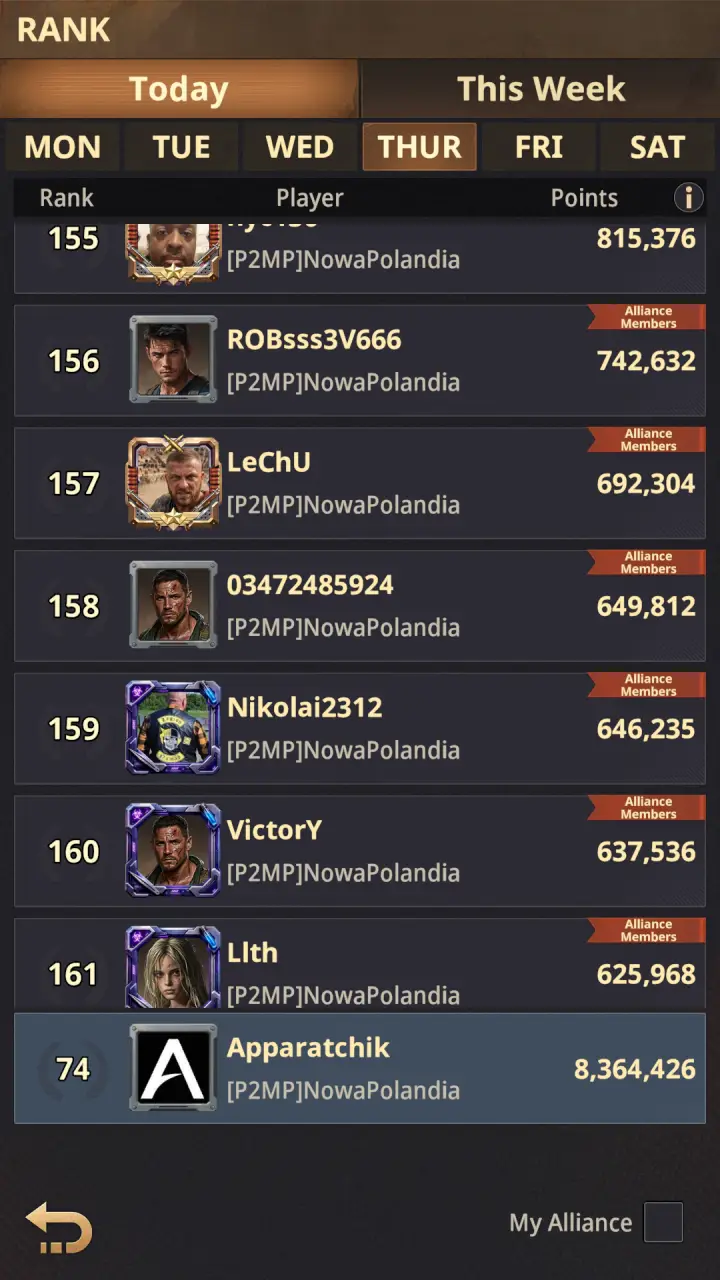 RANK
Today This Week
MON TUE WED THUR FRI SAT
Rank Player Points i
155 815,376
[P2MP]NowaPolandia
Alliance Members
156 ROBsss3V666 742,632
[P2MP]NowaPolandia
Alliance Members
157 LeChU 692,304
[P2MP]NowaPolandia
Alliance Members
158 03472485924 649,812
[P2MP]NowaPolandia
Alliance Members
159 Nikolai2312 646,235
[P2MP]NowaPolandia
Alliance Members
160 VictorY 637,536
[P2MP]NowaPolandia
Alliance Members
161 625,968
[P2MP]NowaPolandia
74 Apparatchik 8,364,426
[P2MP]NowaPolandia
My Alliance